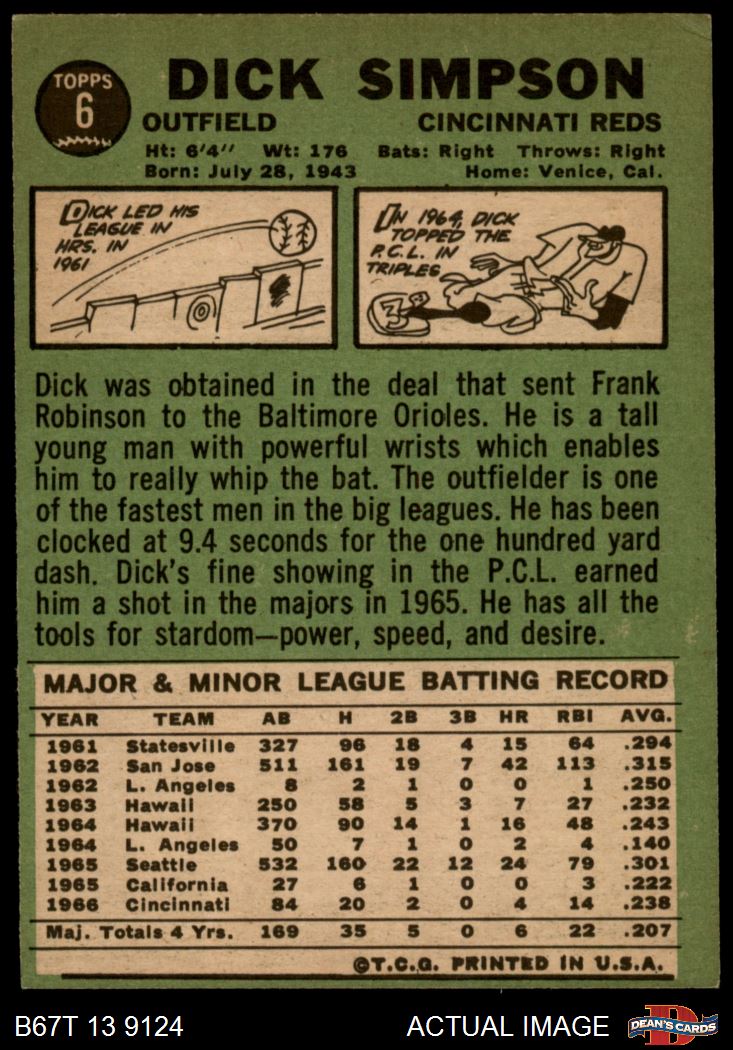 TOPPS
6
DICK SIMPSON
OUTFIELD CINCINNATI REDS
Ht: 6'4'' Wt: 176 Bats: Right Throws: Right
Born: July 28, 1943 Home: Venice, Cal.
DICK LED HIS
LEAGUE IN
HRS. IN
1961
IN 1964, DICK
TOPPED THE
P.C.L. IN
TRIPLES
3
Dick was obtained in the deal that sent Frank
Robinson to the Baltimore Orioles. He is a tall
young man with powerful wrists which enables
him to really whip the bat. The outfielder is one
of the fastest men in the big leagues. He has been
clocked at 9.4 seconds for the one hundred yard
dash. Dick's fine showing in the P.C.L. earned
him a shot in the majors in 1965. He has all the
tools for stardom—power, speed, and desire.
MAJOR & MINOR LEAGUE BATTING RECORD
YEAR TEAM AB H 2B 3B HR RBI AVG.
1961 Statesville 327 96 18 4 15 64 .294
1962 San Jose 511 161 19 7 42 113 .315
1962 L. Angeles 8 2 1 0 0 1 .250
1963 Hawaii 250 58 5 3 7 27 .232
1964 Hawaii 370 90 14 1 16 48 .243
1964 L. Angeles 50 7 1 0 2 4 .140
1965 Seattle 532 160 22 12 24 79 .301
1965 California 27 6 1 0 0 3 .222
1966 Cincinnati 84 20 2 0 4 14 .238
Maj. Totals 4 Yrs. 169 35 5 0 6 22 .207
©T.C.G. PRINTED IN U.S.A.
B67T 13 9124 ACTUAL IMAGE
D
DEAN'S CARDS